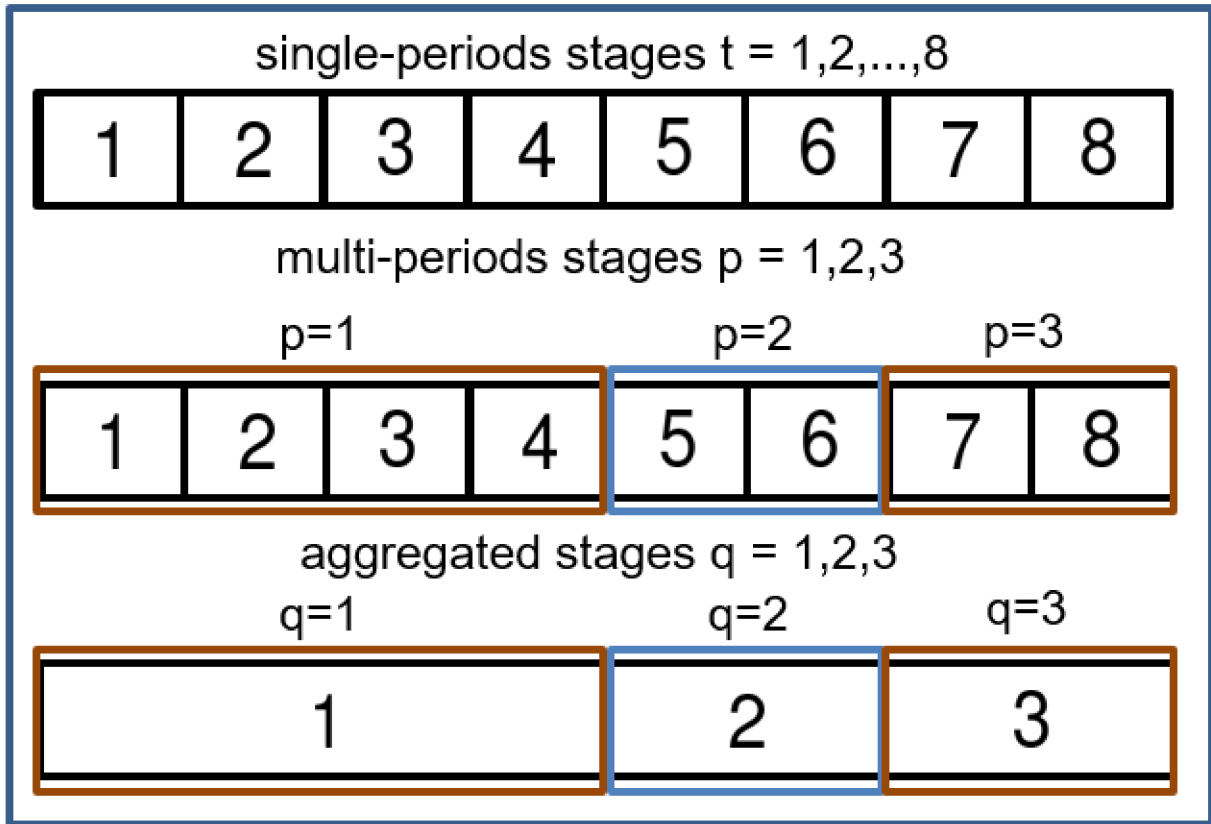 single-periods stages t = 1,2,...,8
1 2 3 4 5 6 7 8
multi-periods stages p = 1,2,3
p=1 p=2 p=3
1 2 3 4 5 6 7 8
aggregated stages q = 1,2,3
q=1 q=2 q=3
1 2 3